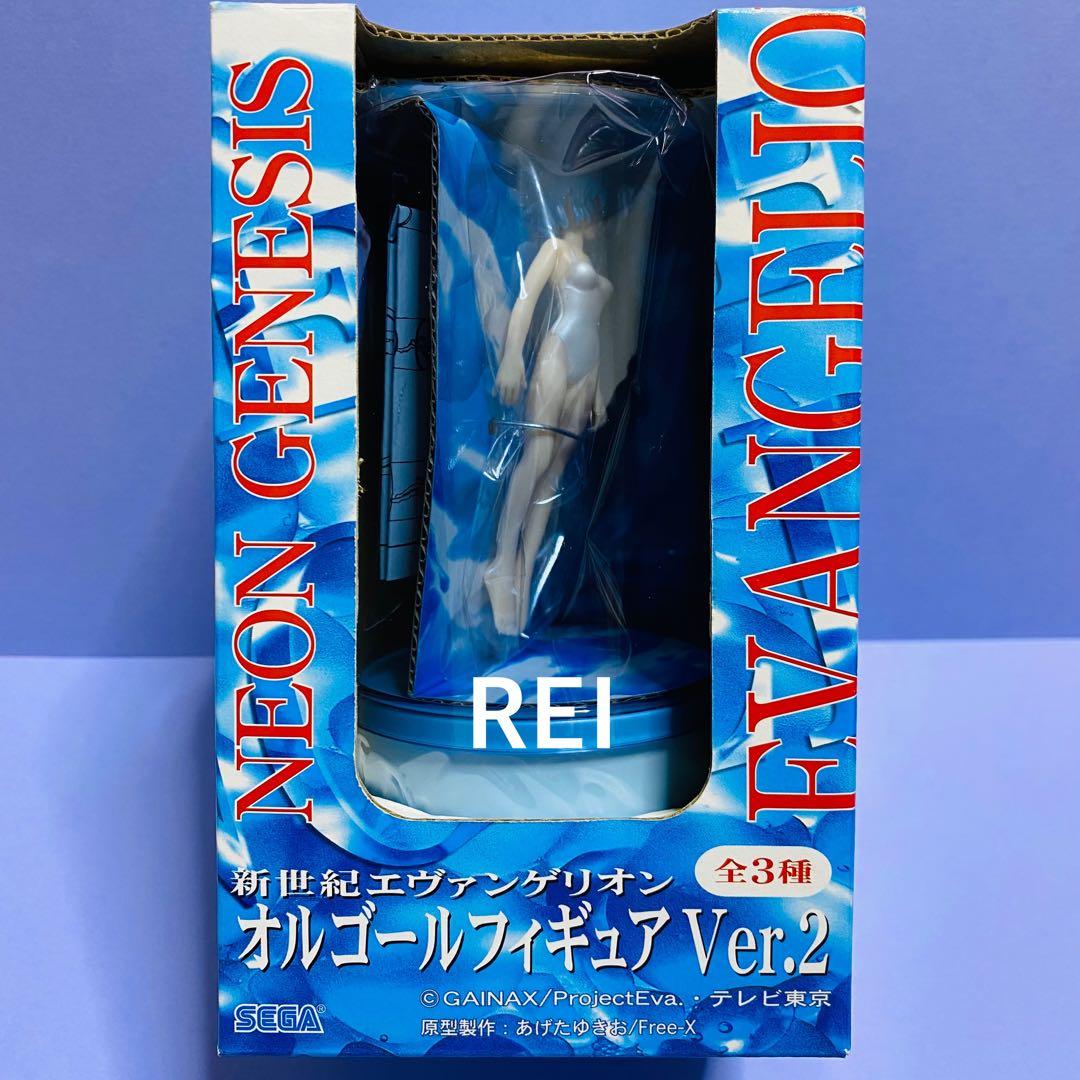 NEON GENESIS
EVANGELIO
REI
全3種
新世紀エヴァンゲリオン
オルゴールフィギュア Ver.2
©GAINAX/ProjectEva.・テレビ東京
SEGA®
原型製作：あげたゆきお/Free-X